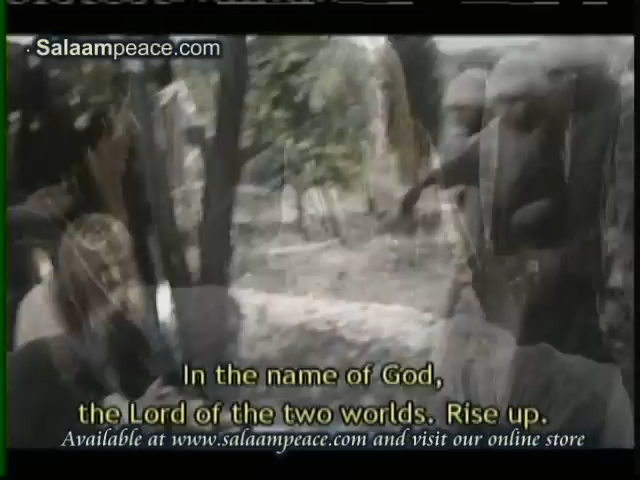 Salaampeace.com
In the name of God,
the Lord of the two worlds. Rise up.
Available at www.salaampeace.com and visit our online store